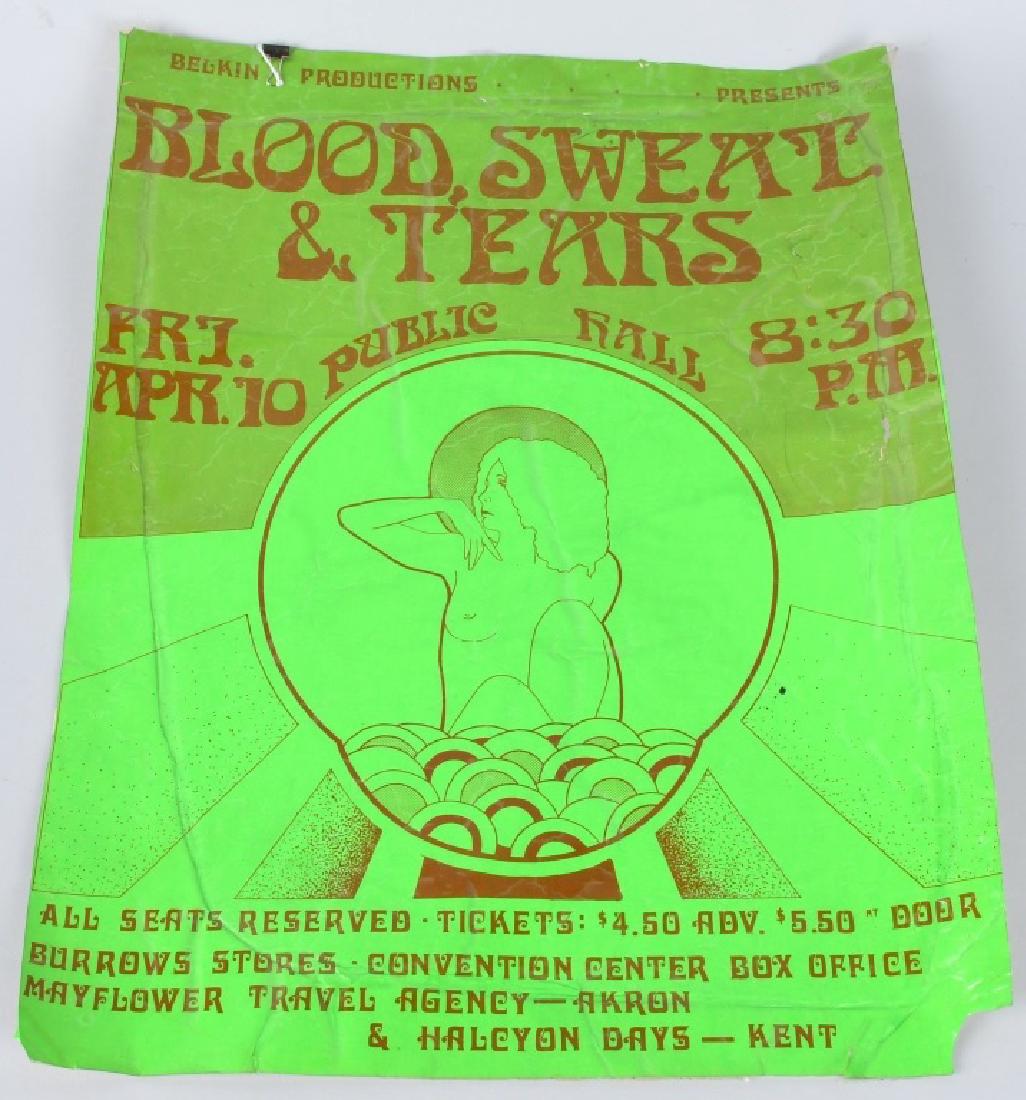 BELKIN PRODUCTIONS . . . . PRESENTS
BLOOD, SWEAT
& TEARS
FRI. PUBLIC HALL 8:30
APR. 10 P.M.
ALL SEATS RESERVED · TICKETS: $4.50 ADV. $5.50 AT DOOR
BURROWS STORES · CONVENTION CENTER BOX OFFICE
MAYFLOWER TRAVEL AGENCY — AKRON
& HALCYON DAYS — KENT